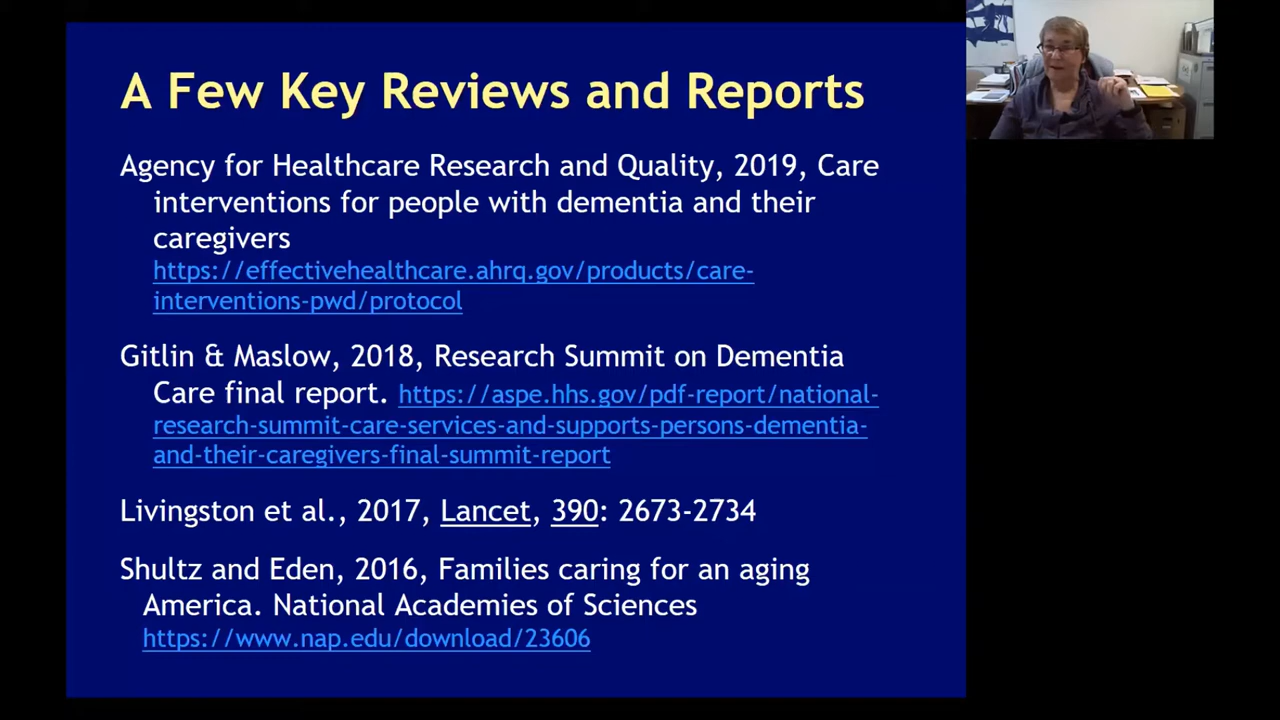 A Few Key Reviews and Reports
Agency for Healthcare Research and Quality, 2019, Care
interventions for people with dementia and their
caregivers
https://effectivehealthcare.ahrq.gov/products/care-
interventions-pwd/protocol
Gitlin & Maslow, 2018, Research Summit on Dementia
Care final report. https://aspe.hhs.gov/pdf-report/national-
research-summit-care-services-and-supports-persons-dementia-
and-their-caregivers-final-summit-report
Livingston et al., 2017, Lancet, 390: 2673-2734
Shultz and Eden, 2016, Families caring for an aging
America. National Academies of Sciences
https://www.nap.edu/download/23606